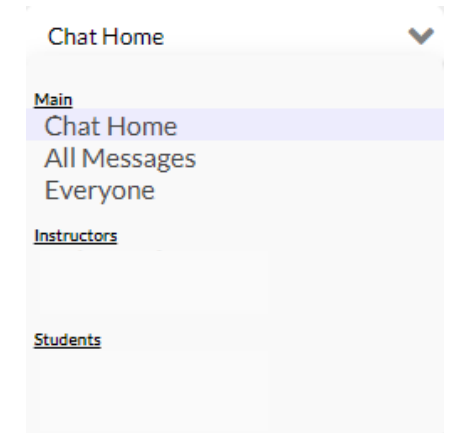 Chat Home
Main
Chat Home
All Messages
Everyone
Instructors
Students